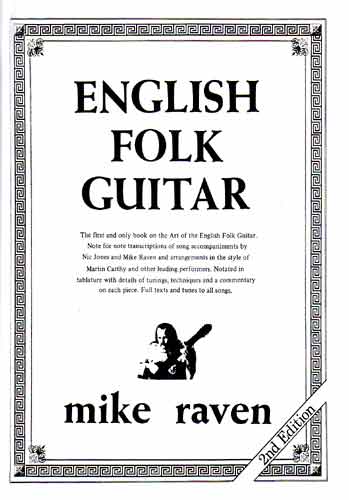 ENGLISH
FOLK
GUITAR
The first and only book on the Art of the English Folk Guitar.
Note for note transcriptions of song accompaniments by
Nic Jones and Mike Raven and arrangements in the style of
Martin Carthy and other leading performers. Notated in
tablature with details of tunings, techniques and a commentary
on each piece. Full texts and tunes to all songs.
mike raven
2nd Edition